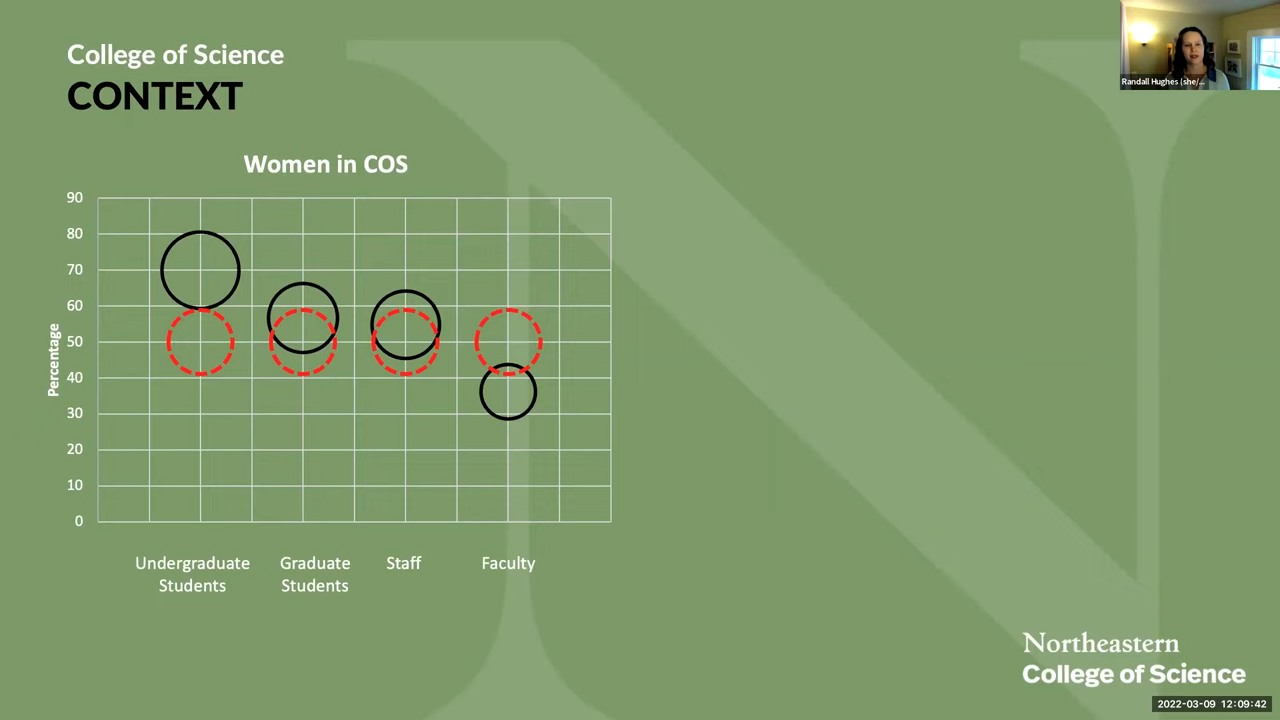 College of Science
CONTEXT
Randall Hughes (she/...
Women in COS
90
80
70
60
50
40
30
20
10
0
Percentage
Undergraduate
Students
Graduate
Students
Staff
Faculty
Northeastern
College of Science
2022-03-09 12:09:42